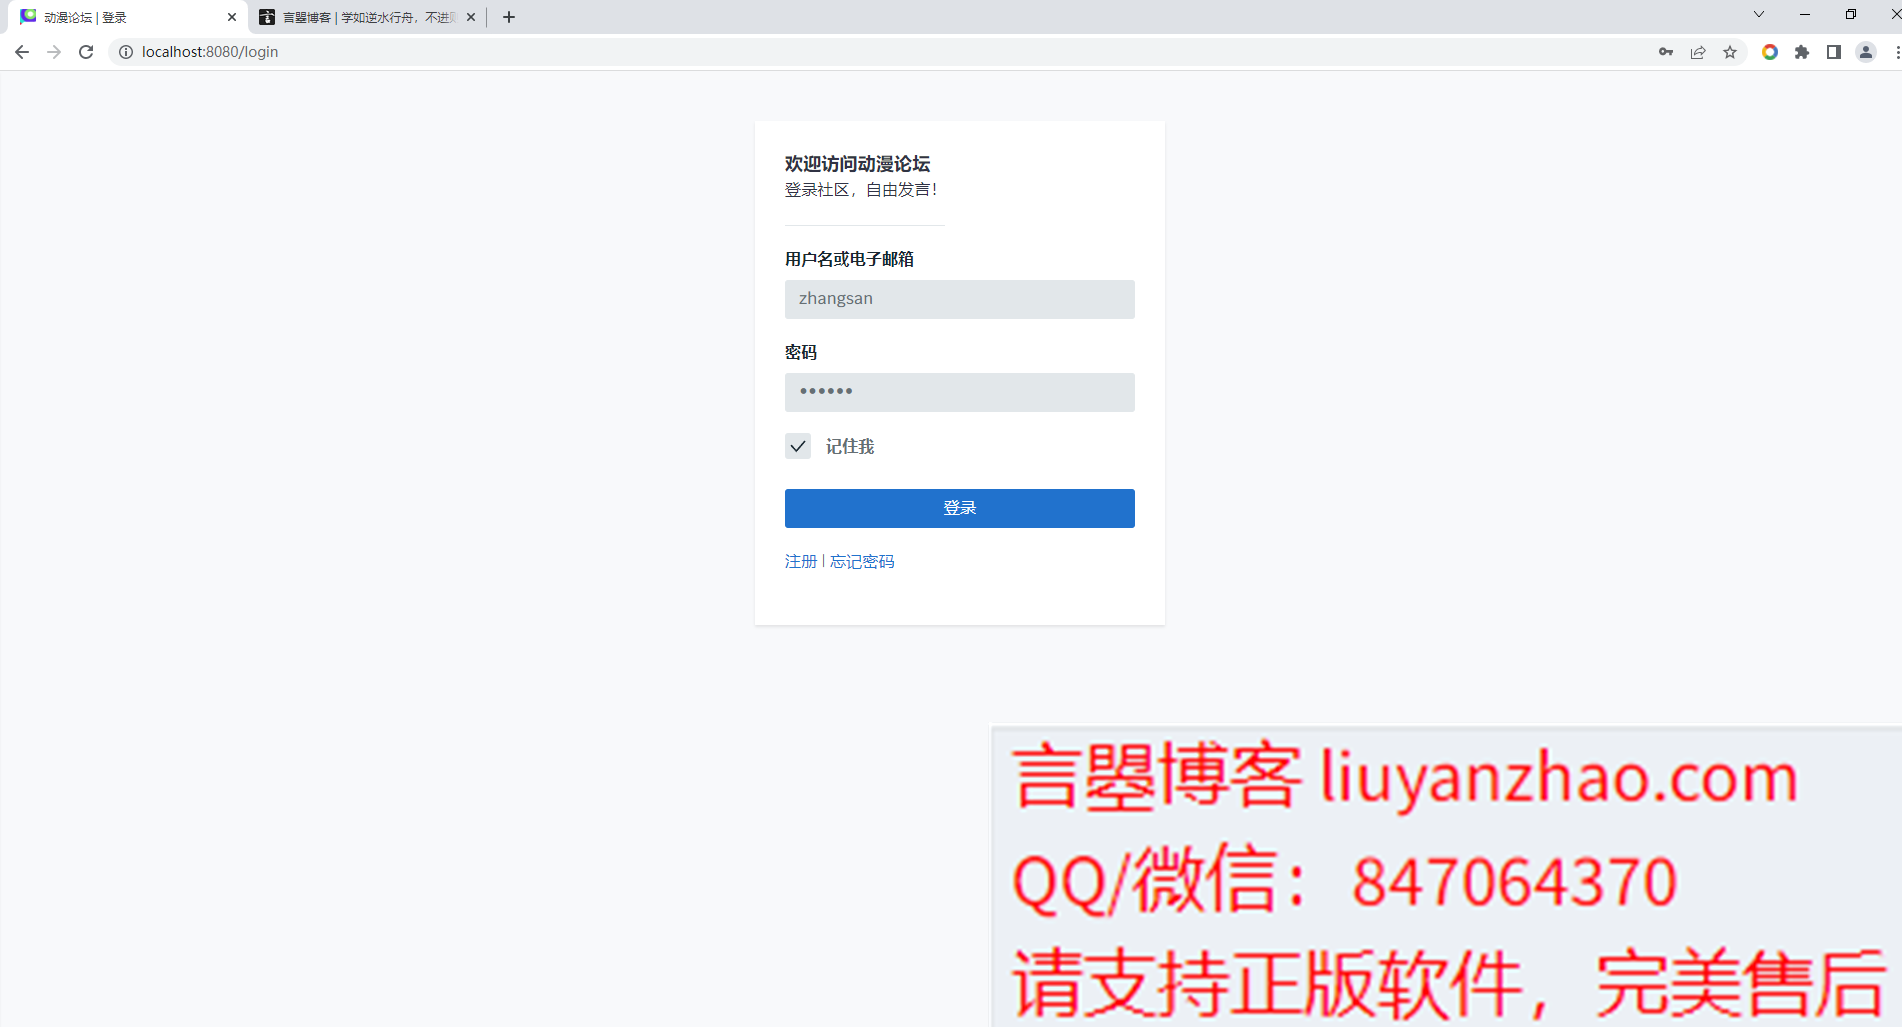 动漫论坛 | 登录
言曌博客 | 学如逆水行舟，不进则
localhost:8080/login
欢迎访问动漫论坛
登录社区，自由发言！
用户名或电子邮箱
zhangsan
密码
••••••
记住我
登录
注册 | 忘记密码
言曌博客 liuyanzhao.com
QQ/微信：847064370
请支持正版软件，完美售后